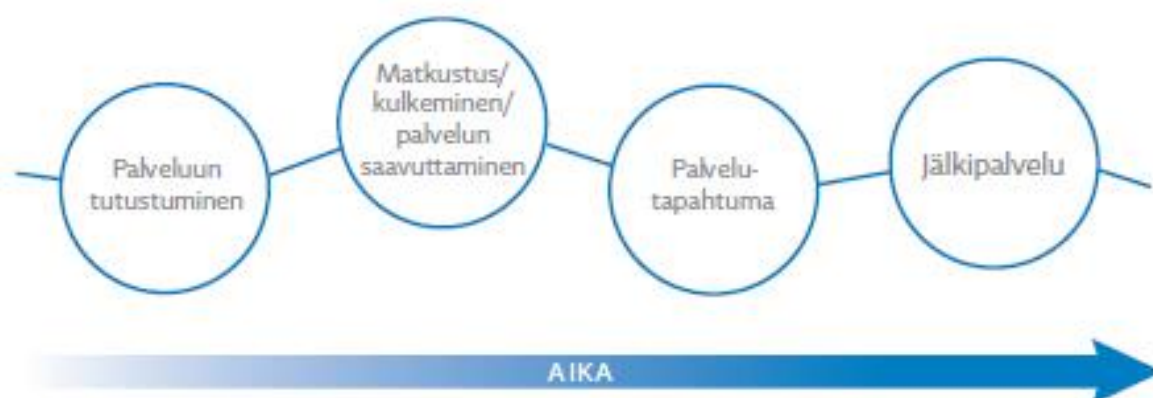 Palveluun
tutustuminen
Matkustus/
kulkeminen/
palvelun
saavuttaminen
Palvelu-
tapahtuma
Jälkipalvelu
AIKA